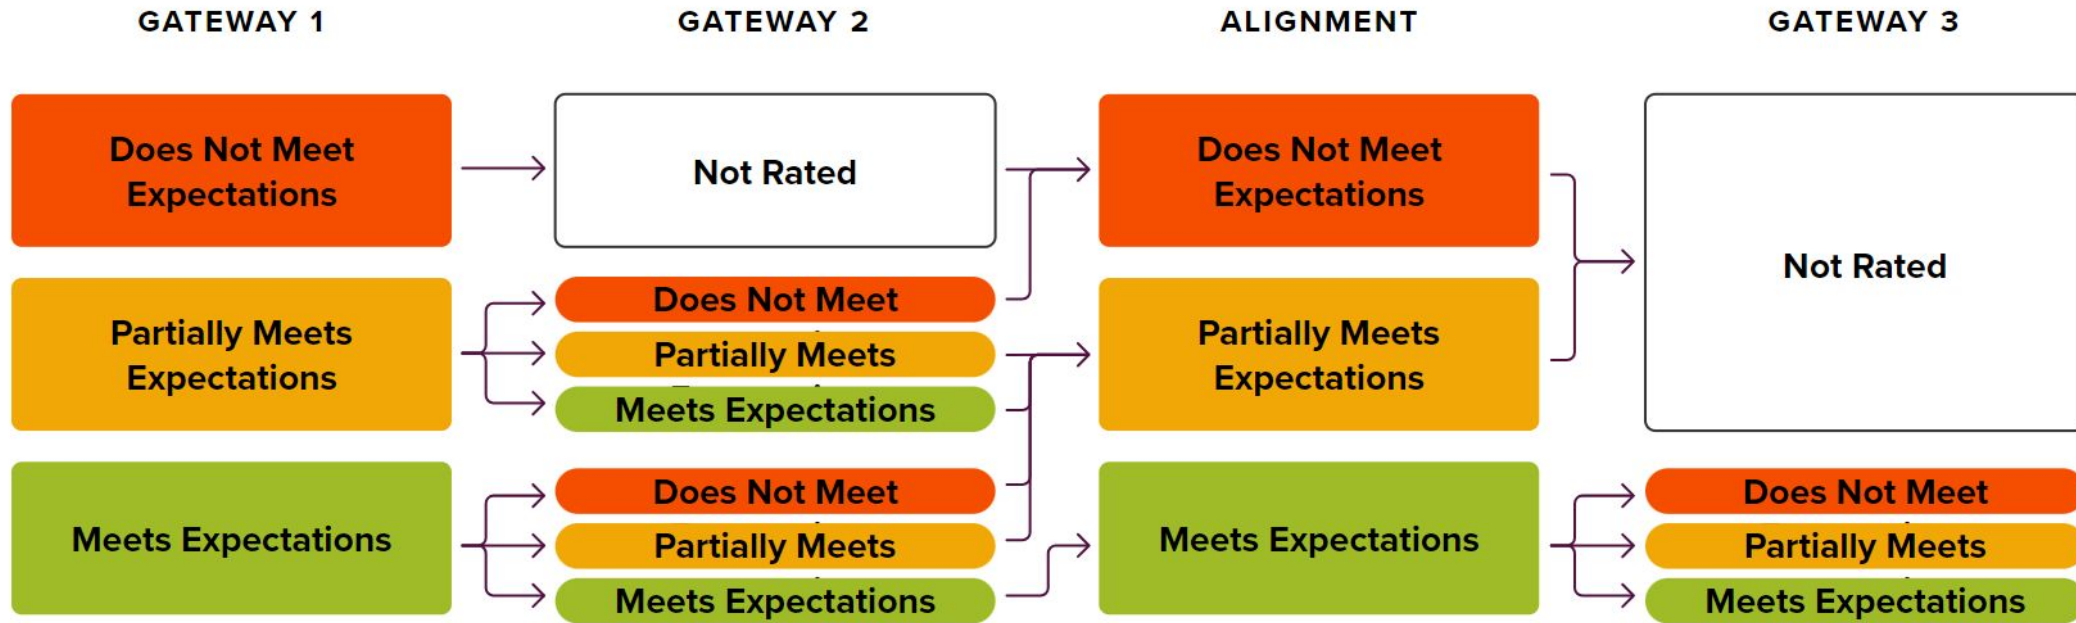 GATEWAY 1
GATEWAY 2
ALIGNMENT
GATEWAY 3
Does Not Meet
Expectations
Not Rated
Does Not Meet
Expectations
Not Rated
Partially Meets
Expectations
Does Not Meet
Partially Meets
Meets Expectations
Partially Meets
Expectations
Meets Expectations
Does Not Meet
Partially Meets
Meets Expectations
Meets Expectations
Does Not Meet
Partially Meets
Meets Expectations